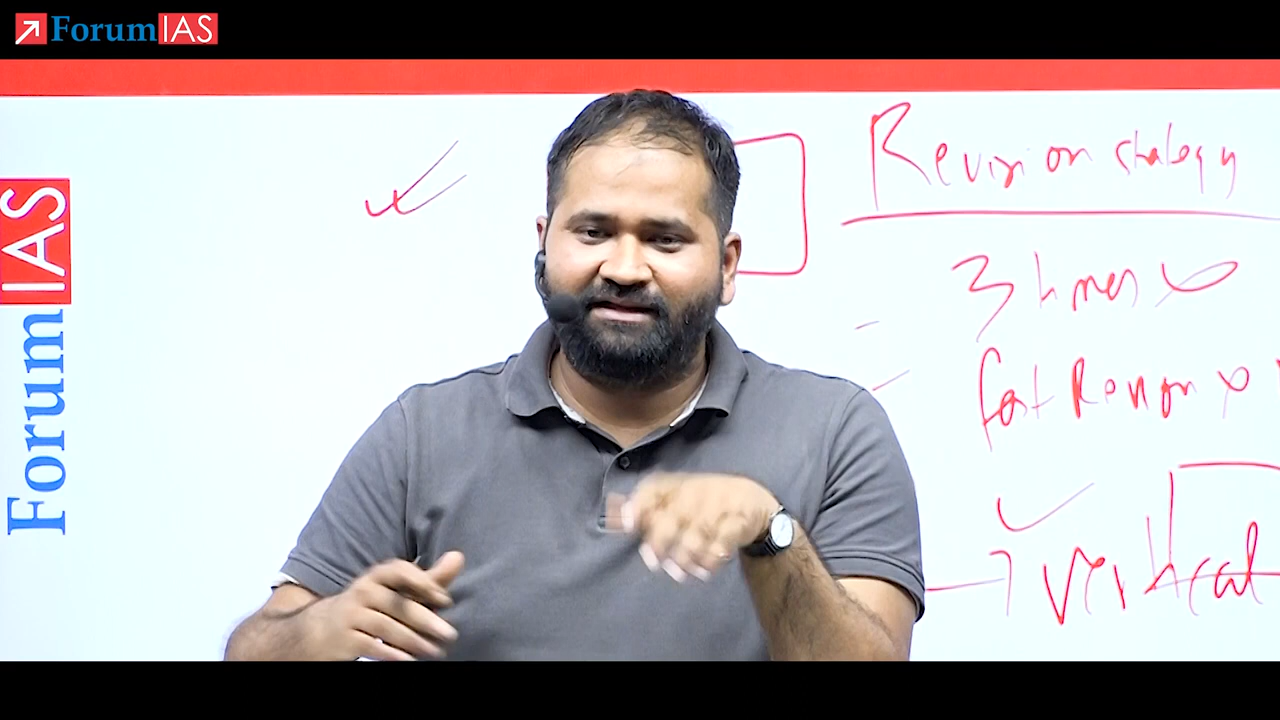 ForumIAS
ForumIAS
Revision strategy
3 times x
fast Revision x
vertical